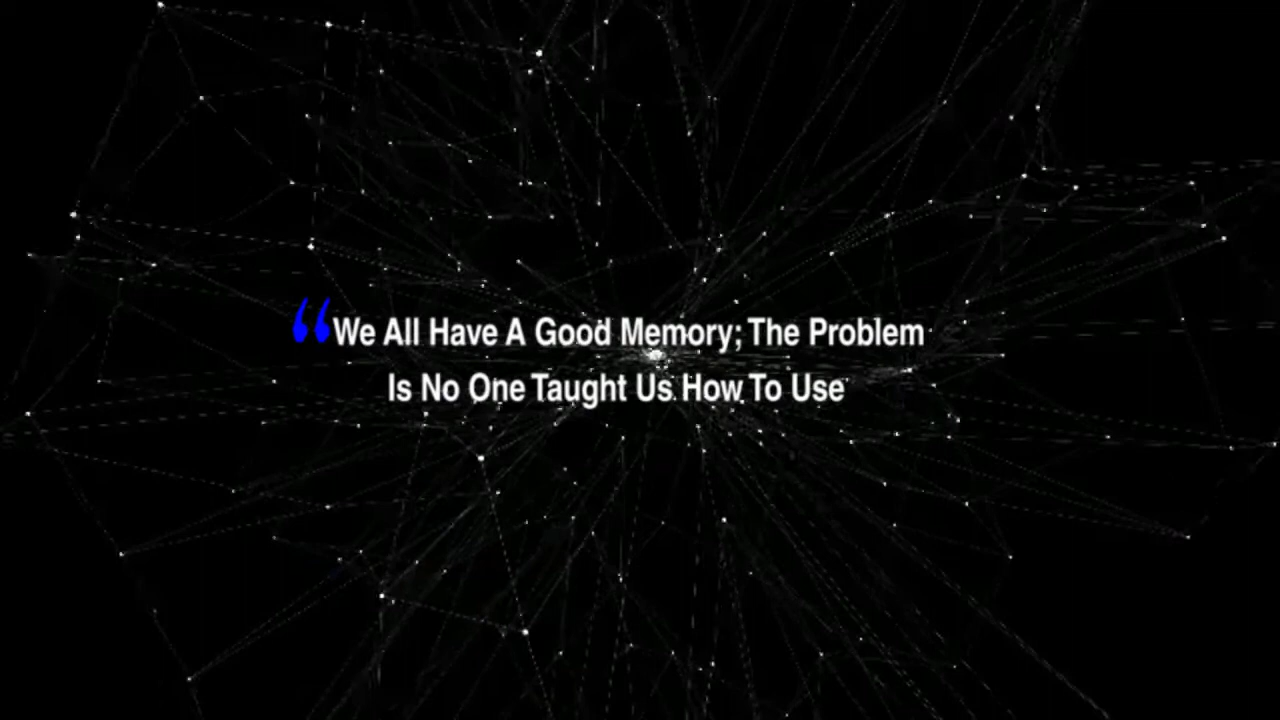 “We All Have A Good Memory; The Problem
Is No One Taught Us How To Use